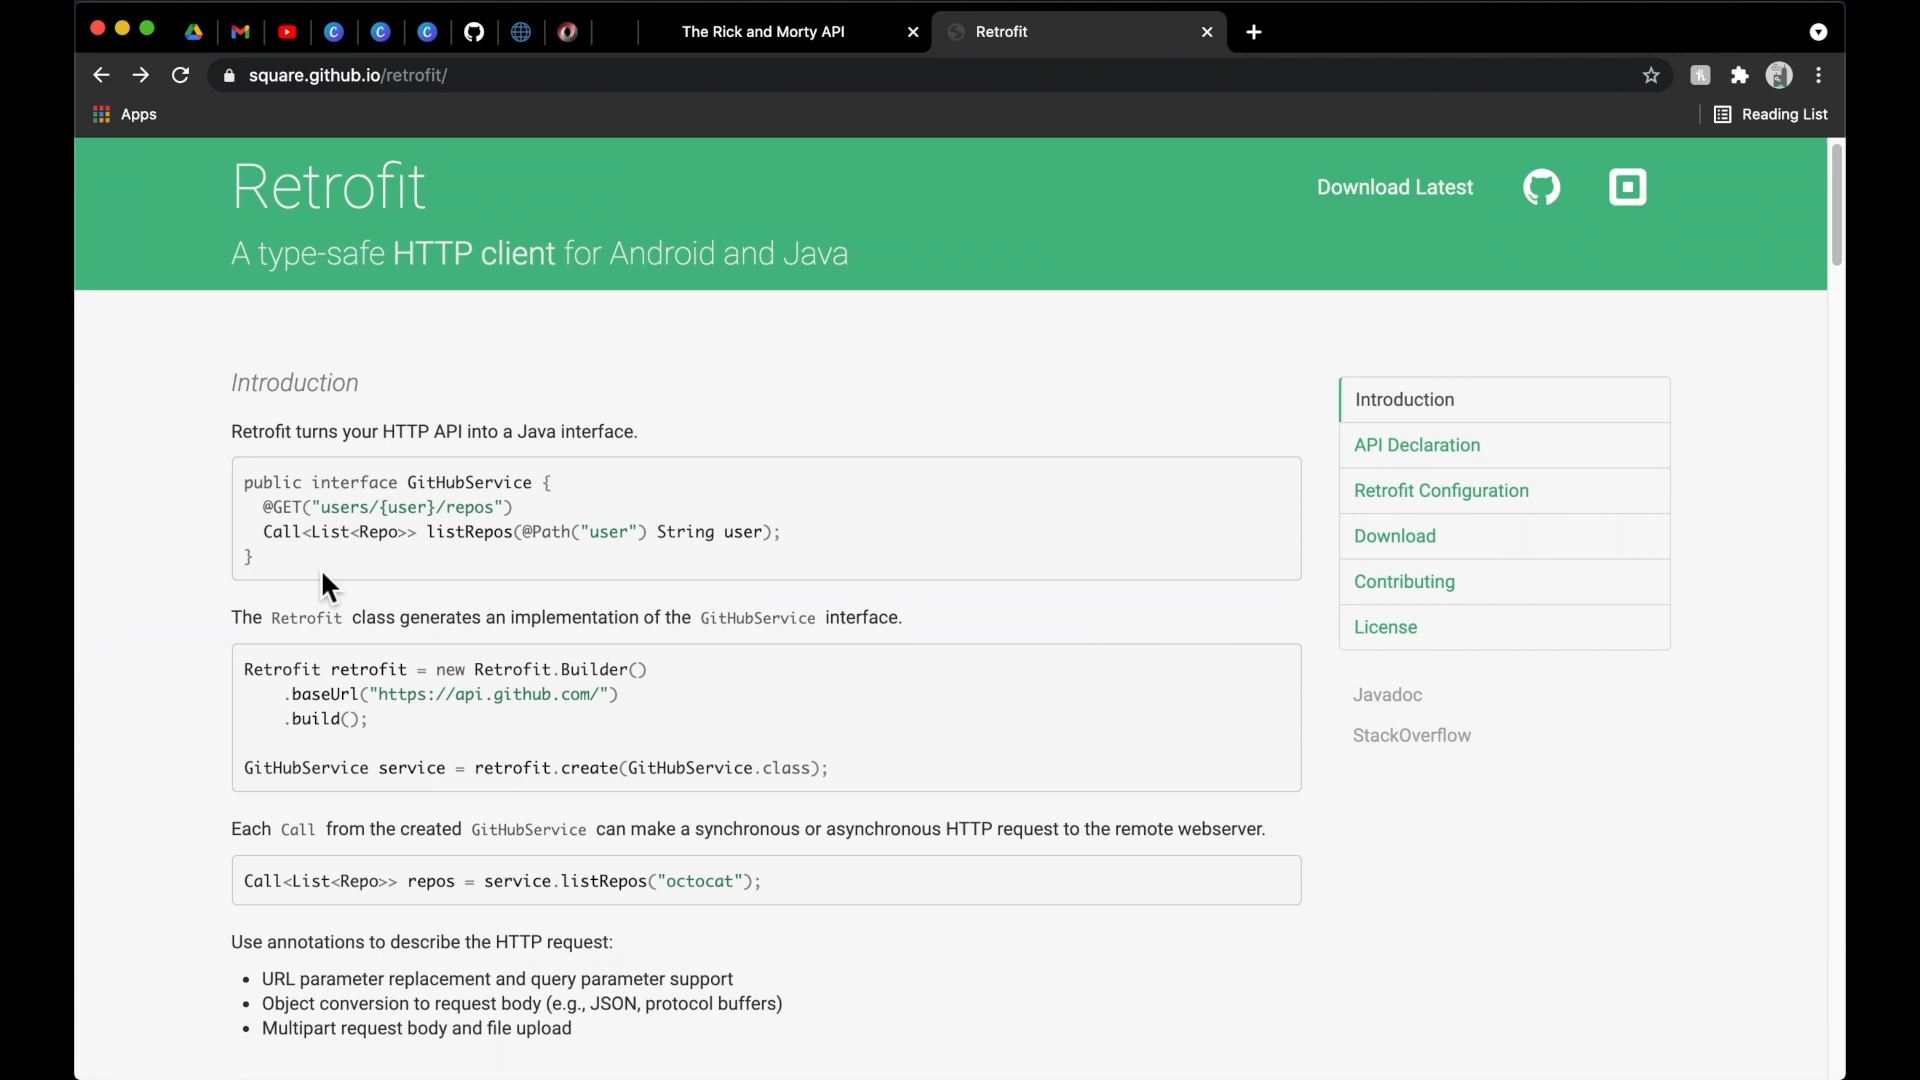 The Rick and Morty API
Retrofit
square.github.io/retrofit/
Apps
Reading List
Retrofit
Download Latest
A type-safe HTTP client for Android and Java
Introduction
Retrofit turns your HTTP API into a Java interface.
public interface GitHubService {
@GET("users/{user}/repos")
Call<List<Repo>> listRepos(@Path("user") String user);
}
The Retrofit class generates an implementation of the GitHubService interface.
Retrofit retrofit = new Retrofit.Builder()
.baseUrl("https://api.github.com/")
.build();
GitHubService service = retrofit.create(GitHubService.class);
Each Call from the created GitHubService can make a synchronous or asynchronous HTTP request to the remote webserver.
Call<List<Repo>> repos = service.listRepos("octocat");
Use annotations to describe the HTTP request:
• URL parameter replacement and query parameter support
• Object conversion to request body (e.g., JSON, protocol buffers)
• Multipart request body and file upload
Introduction
API Declaration
Retrofit Configuration
Download
Contributing
License
Javadoc
StackOverflow